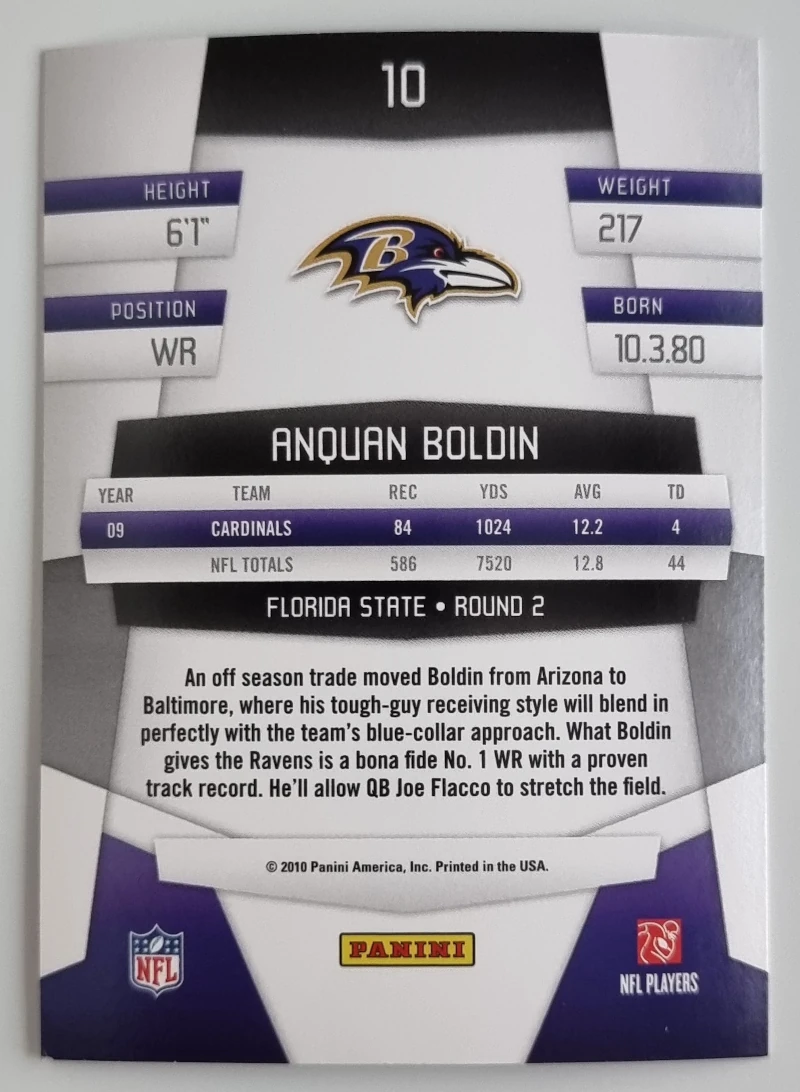 10
HEIGHT
6'1"
WEIGHT
217
POSITION
WR
BORN
10.3.80
B
ANQUAN BOLDIN
YEAR TEAM REC YDS AVG TD
09 CARDINALS 84 1024 12.2 4
NFL TOTALS 586 7520 12.8 44
FLORIDA STATE • ROUND 2
An off season trade moved Boldin from Arizona to
Baltimore, where his tough-guy receiving style will blend in
perfectly with the team's blue-collar approach. What Boldin
gives the Ravens is a bona fide No. 1 WR with a proven
track record. He'll allow QB Joe Flacco to stretch the field.
© 2010 Panini America, Inc. Printed in the USA.
NFL
PANINI
NFL PLAYERS